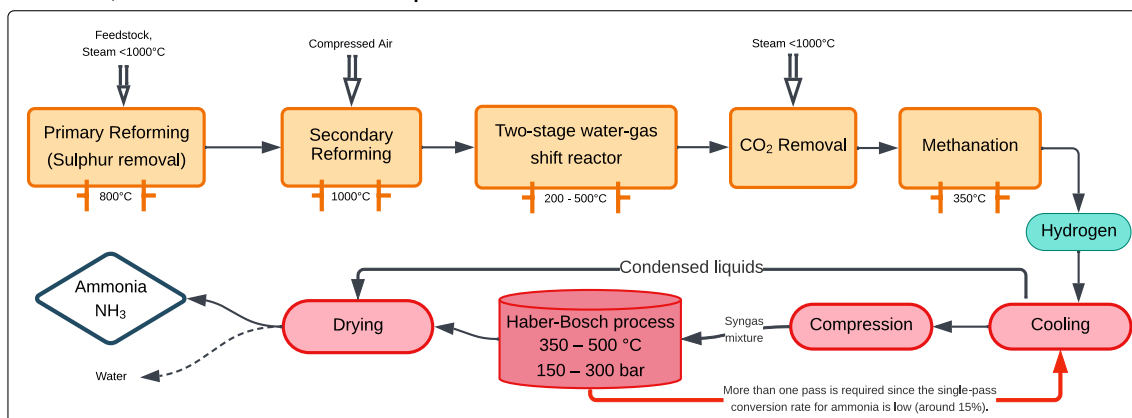 Feedstock,
Steam <1000°C
Compressed Air
Steam <1000°C
Primary Reforming
(Sulphur removal)
800°C
Secondary
Reforming
1000°C
Two-stage water-gas
shift reactor
200 - 500°C
CO₂ Removal
Methanation
350°C
Hydrogen
Condensed liquids
Ammonia
NH₃
Water
Drying
Haber-Bosch process
350 – 500 °C
150 – 300 bar
Syngas
mixture
Compression
Cooling
More than one pass is required since the single-pass
conversion rate for ammonia is low (around 15%).